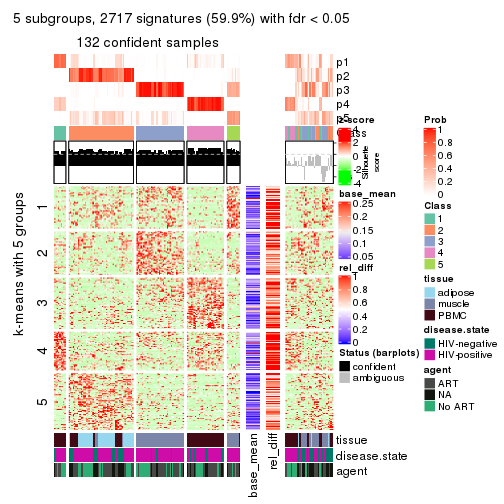 5 subgroups, 2717 signatures (59.9%) with fdr < 0.05
132 confident samples
p1
p2
p3
p4
p5
Class
Silhouette
score
k-means with 5 groups
1
2
3
4
5
base_mean
rel_diff
tissue
disease.state
agent
z-score
4
2
0
-2
-4
base_mean
0.25
0.2
0.15
0.1
0.05
rel_diff
1
0.8
0.6
0.4
0.2
0
Status (barplots)
confident
ambiguous
Prob
1
0.8
0.6
0.4
0.2
0
Class
1
2
3
4
5
tissue
adipose
muscle
PBMC
disease.state
HIV-negative
HIV-positive
agent
ART
NA
No ART